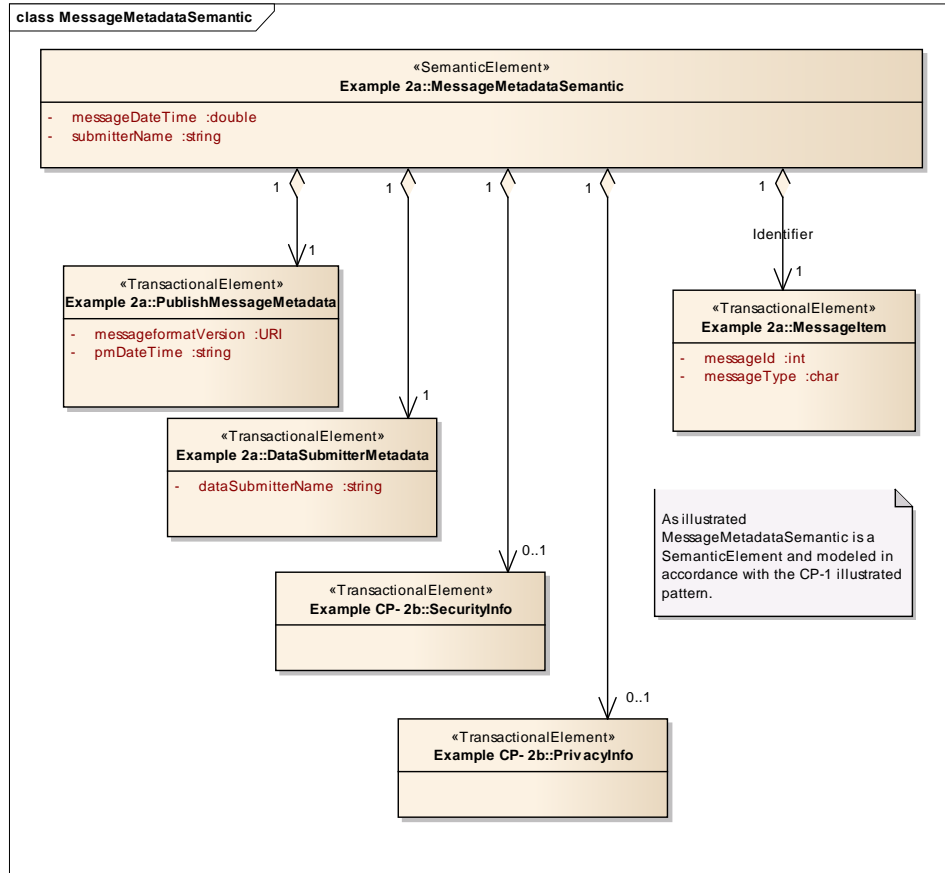 class MessageMetadataSemantic
«SemanticElement»
Example 2a::MessageMetadataSemantic
- messageDateTime :double
- submitterName :string
1
1
1
1
1
Identifier
1
1
«TransactionalElement»
Example 2a::PublishMessageMetadata
- messageformatVersion :URI
- pmDateTime :string
«TransactionalElement»
Example 2a::MessageItem
- messageId :int
- messageType :char
1
«TransactionalElement»
Example 2a::DataSubmitterMetadata
- dataSubmitterName :string
As illustrated
MessageMetadataSemantic is a
SemanticElement and modeled in
accordance with the CP-1 illustrated
pattern.
0..1
«TransactionalElement»
Example CP- 2b::SecurityInfo
0..1
«TransactionalElement»
Example CP- 2b::PrivacyInfo